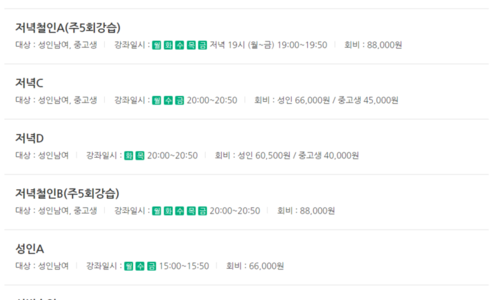 저녁철인A(주5회강습)
대상 : 성인남여, 중고생 강좌일시 : 월 화 수 목 금 저녁 19시 (월~금) 19:00~19:50 회비 : 88,000원
저녁C
대상 : 성인남여, 중고생 강좌일시 : 월 수 금 20:00~20:50 회비 : 성인 66,000원 / 중고생 45,000원
저녁D
대상 : 성인남여 강좌일시 : 화 목 20:00~20:50 회비 : 성인 60,500원 / 중고생 40,000원
저녁철인B(주5회강습)
대상 : 성인남여, 중고생 강좌일시 : 월 화 수 목 금 20:00~20:50 회비 : 88,000원
성인A
대상 : 성인남여 강좌일시 : 월 수 금 15:00~15:50 회비 : 66,000원